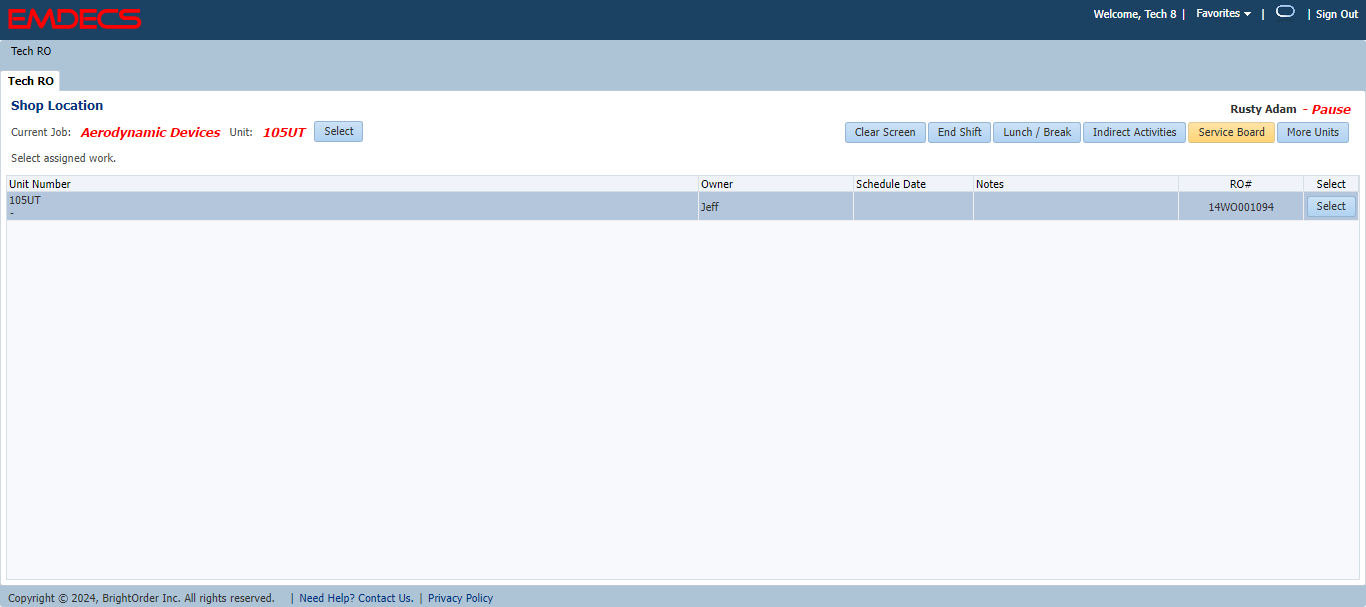 EMDECS
Welcome, Tech 8 | Favorites | | Sign Out
Tech RO
Tech RO
Shop Location
Rusty Adam - Pause
Current Job: Aerodynamic Devices Unit: 105UT Select
Clear Screen End Shift Lunch / Break Indirect Activities Service Board More Units
Select assigned work.
Unit Number Owner Schedule Date Notes RO# Select
105UT
-
Jeff 14WO001094 Select
Copyright © 2024, BrightOrder Inc. All rights reserved. | Need Help? Contact Us. | Privacy Policy